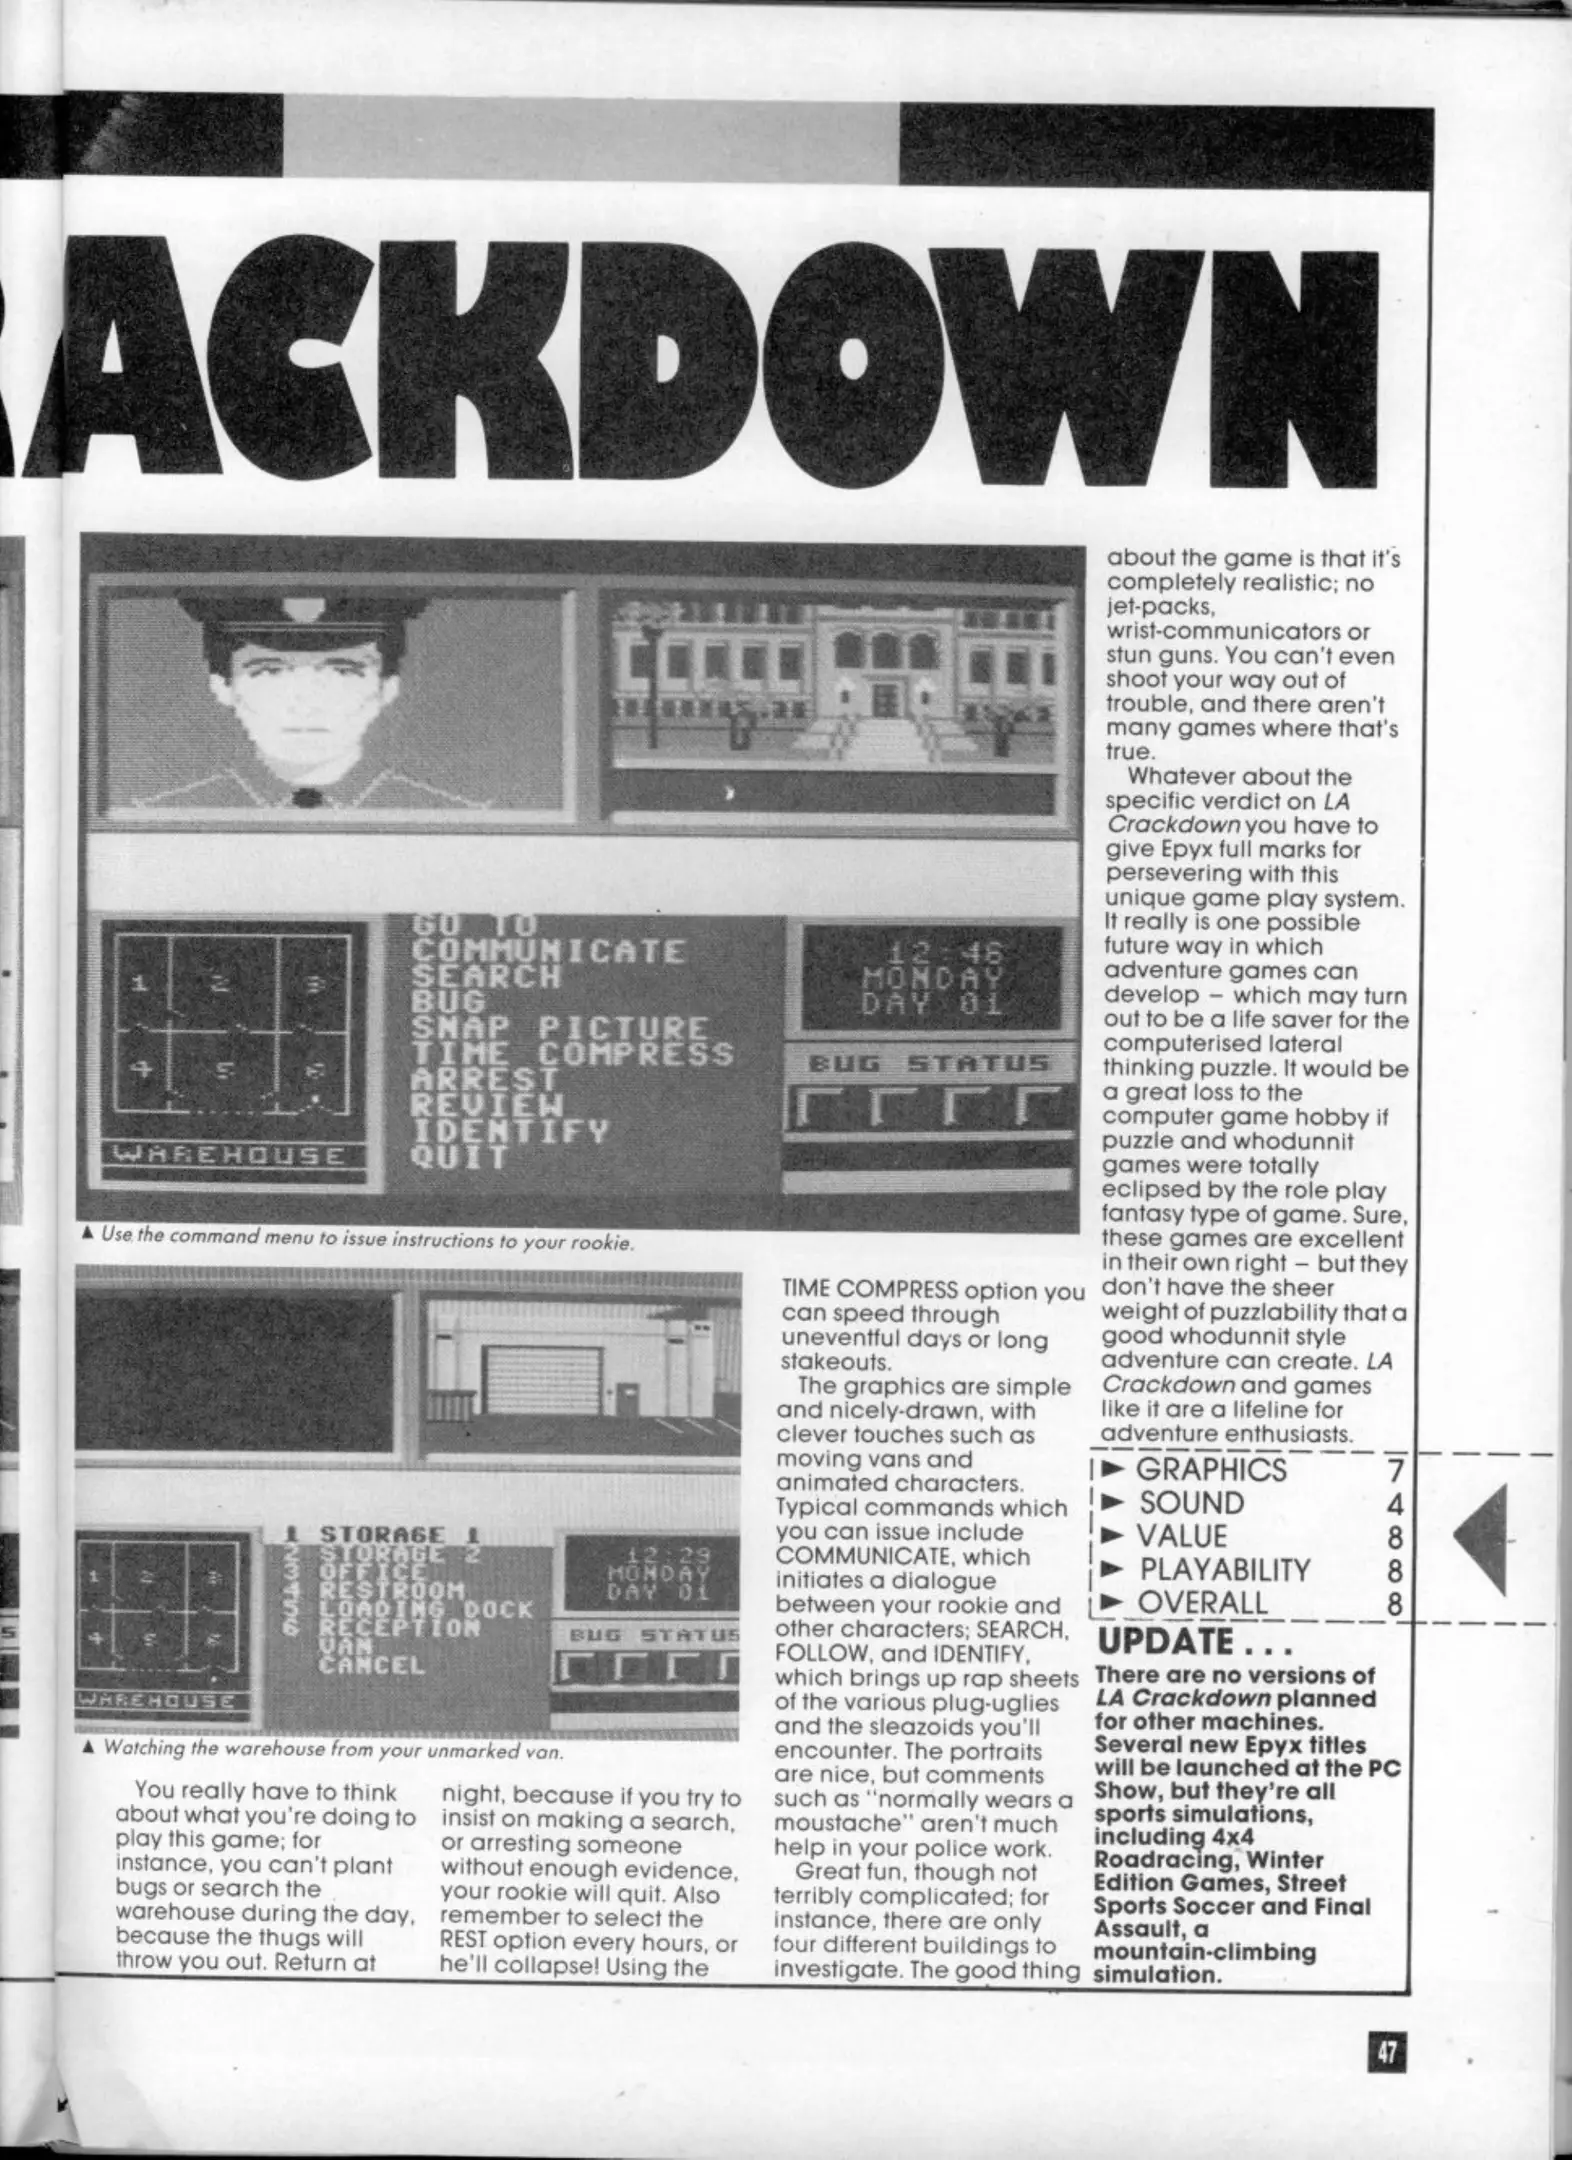 ACKDOWN
GO TO
COMMUNICATE
SEARCH
BUG
SNAP PICTURE
TIME COMPRESS
ARREST
REVIEW
IDENTIFY
QUIT
1 2 3
4 5 6
WAREHOUSE
12:46
MONDAY
DAY 01
BUG STATUS
▲ Use the command menu to issue instructions to your rookie.
1 STORAGE 1
2 STORAGE 2
3 OFFICE
4 RESTROOM
5 LOADING DOCK
6 RECEPTION
VAN
CANCEL
1 2 3
4 5 6
WAREHOUSE
12:29
MONDAY
DAY 01
BUG STATUS
▲ Watching the warehouse from your unmarked van.
You really have to think
about what you're doing to
play this game; for
instance, you can't plant
bugs or search the
warehouse during the day,
because the thugs will
throw you out. Return at
night, because if you try to
insist on making a search,
or arresting someone
without enough evidence,
your rookie will quit. Also
remember to select the
REST option every hours, or
he'll collapse! Using the
TIME COMPRESS option you
can speed through
uneventful days or long
stakeouts.
The graphics are simple
and nicely-drawn, with
clever touches such as
moving vans and
animated characters.
Typical commands which
you can issue include
COMMUNICATE, which
initiates a dialogue
between your rookie and
other characters; SEARCH,
FOLLOW, and IDENTIFY,
which brings up rap sheets
of the various plug-uglies
and the sleazoids you'll
encounter. The portraits
are nice, but comments
such as "normally wears a
moustache" aren't much
help in your police work.
Great fun, though not
terribly complicated; for
instance, there are only
four different buildings to
investigate. The good thing
about the game is that it's
completely realistic; no
jet-packs,
wrist-communicators or
stun guns. You can't even
shoot your way out of
trouble, and there aren't
many games where that's
true.
Whatever about the
specific verdict on LA
Crackdown you have to
give Epyx full marks for
persevering with this
unique game play system.
It really is one possible
future way in which
adventure games can
develop – which may turn
out to be a life saver for the
computerised lateral
thinking puzzle. It would be
a great loss to the
computer game hobby if
puzzle and whodunnit
games were totally
eclipsed by the role play
fantasy type of game. Sure,
these games are excellent
in their own right – but they
don't have the sheer
weight of puzzlability that a
good whodunnit style
adventure can create. LA
Crackdown and games
like it are a lifeline for
adventure enthusiasts.
► GRAPHICS 7
► SOUND 4
► VALUE 8
► PLAYABILITY 8
► OVERALL 8
UPDATE . . .
There are no versions of
LA Crackdown planned
for other machines.
Several new Epyx titles
will be launched at the PC
Show, but they're all
sports simulations,
including 4x4
Roadracing, Winter
Edition Games, Street
Sports Soccer and Final
Assault, a
mountain-climbing
simulation.
47